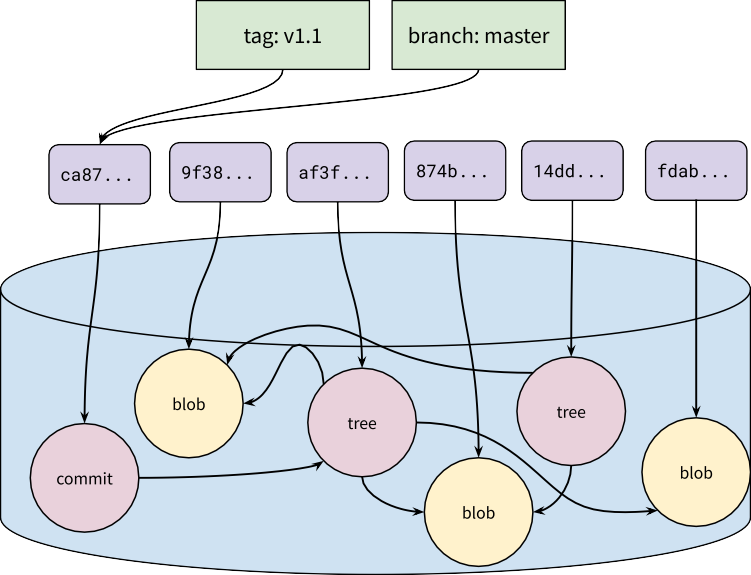 tag: v1.1
branch: master
ca87...
9f38...
af3f...
874b...
14dd...
fdab...
blob
tree
tree
commit
blob
blob